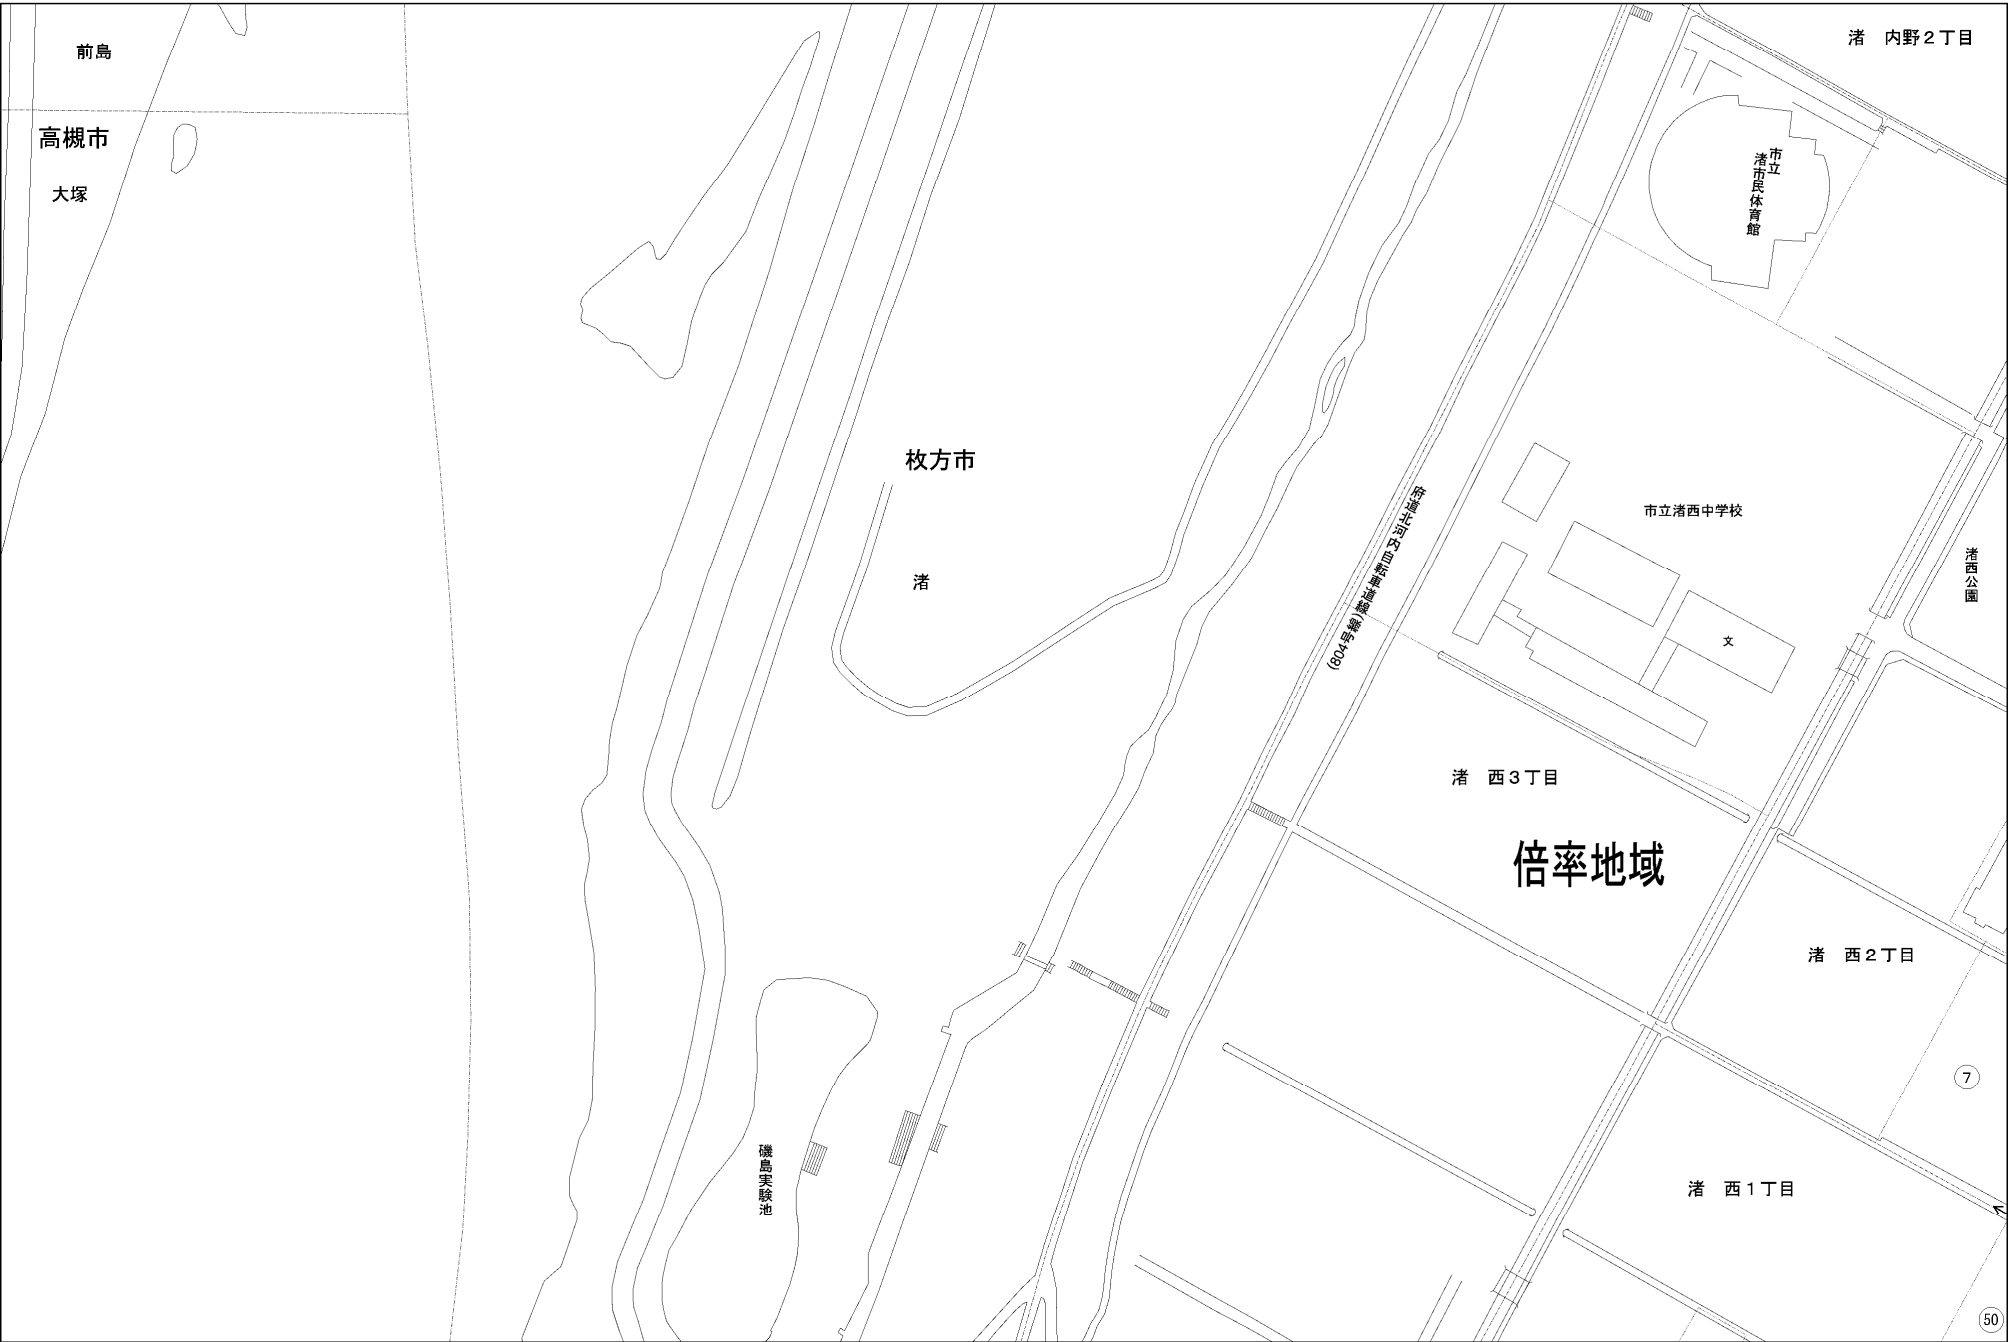 前島
渚　内野２丁目
高槻市
大塚
市立
渚市民体育館
枚方市
府道北河内自転車道線(804号線)
市立渚西中学校
渚西公園
渚
文
渚　西３丁目
倍率地域
渚　西２丁目
7
磯島実験池
渚　西１丁目
50